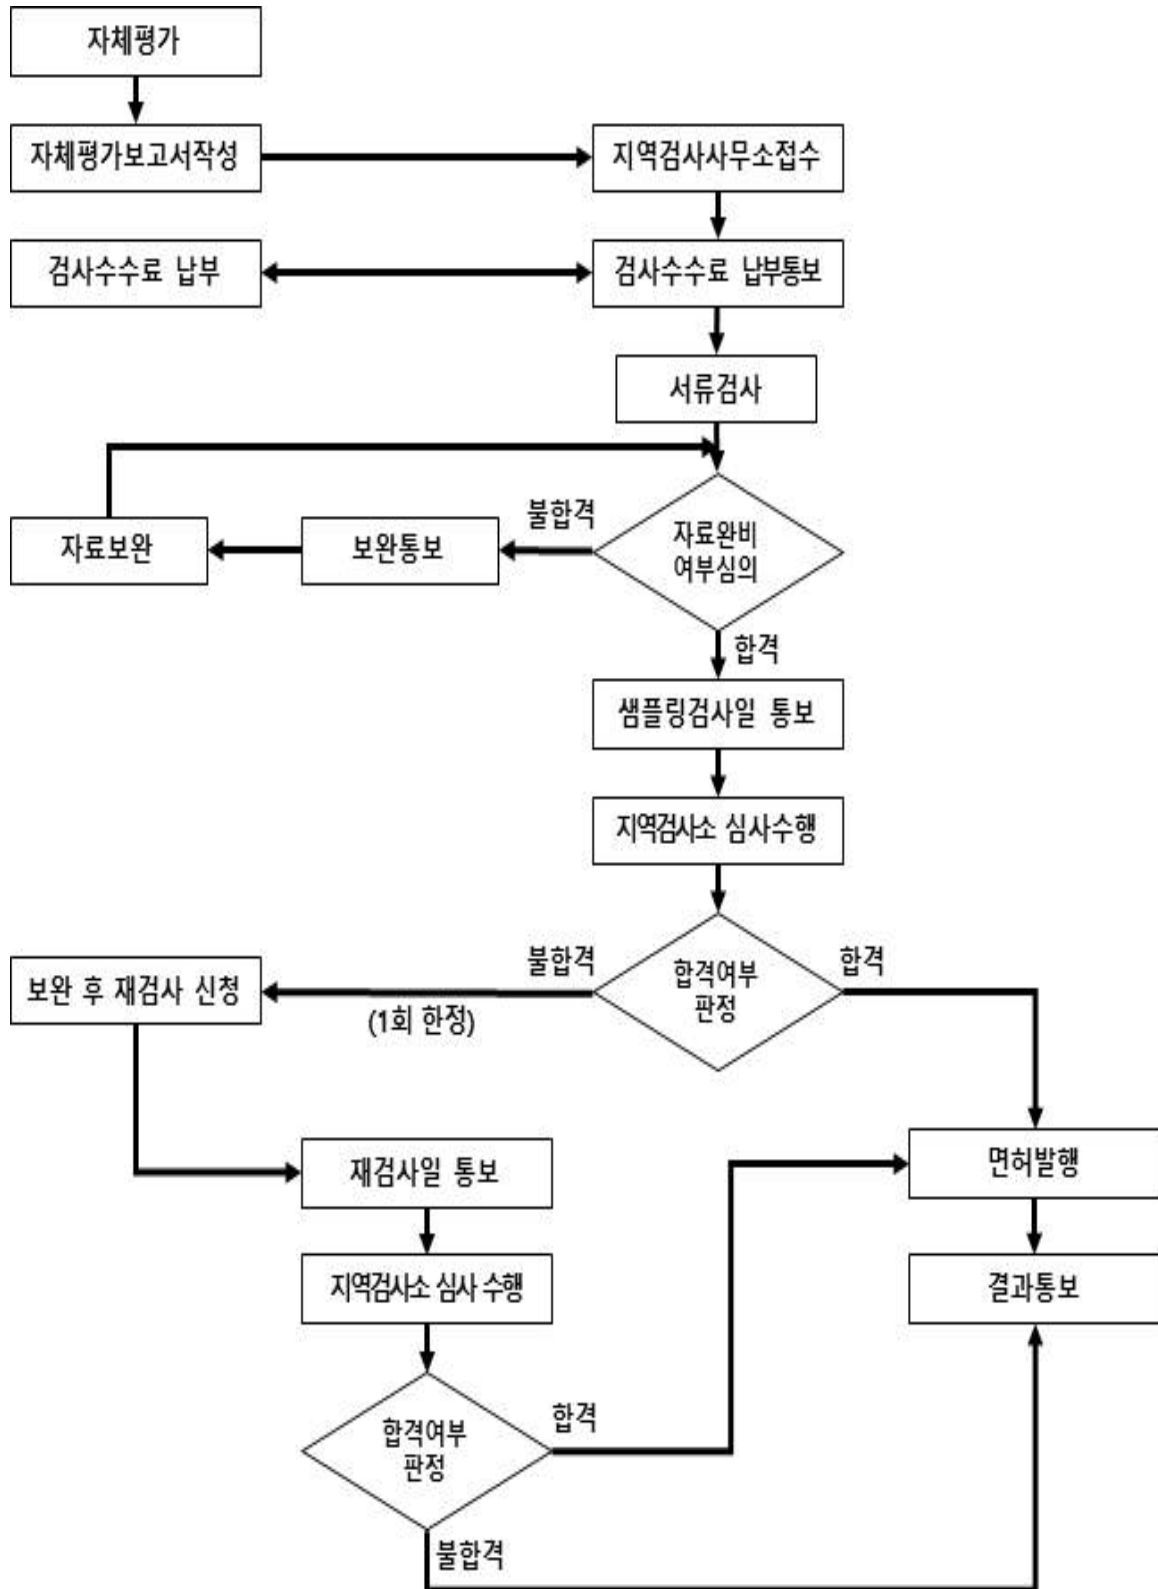 자체평가
자체평가보고서작성
지역검사사무소접수
검사수수료 납부
검사수수료 납부통보
서류검사
자료보완
보완통보
불합격
자료완비
여부심의
합격
샘플링검사일 통보
지역검사소 심사수행
보완 후 재검사 신청
불합격
(1회 한정)
합격여부
판정
합격
재검사일 통보
면허발행
지역검사소 심사 수행
결과통보
합격여부
판정
합격
불합격